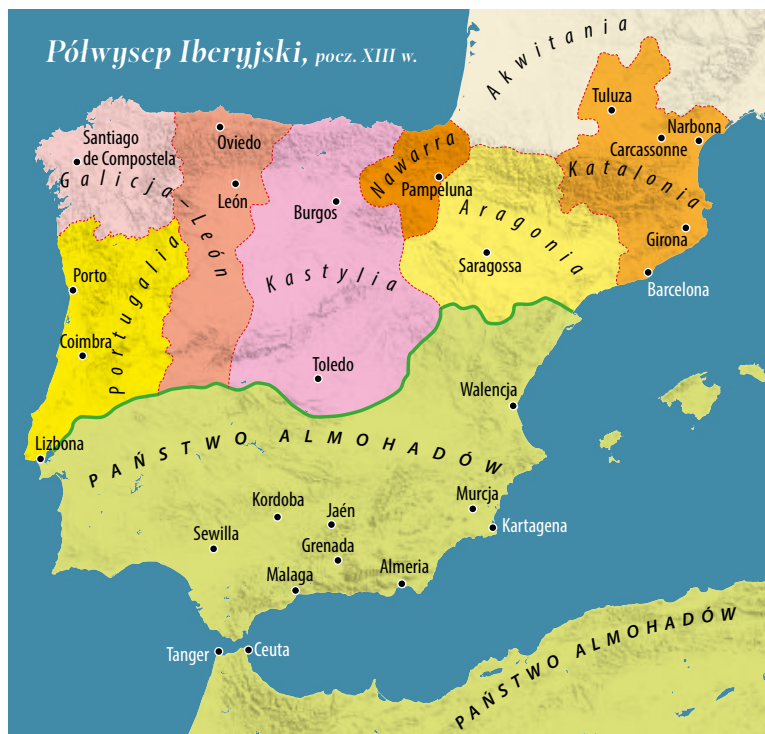 Półwysep Iberyjski, pocz. XIII w.
Akwitania
Tuluza
Narbona
Carcassonne
Oviedo
Santiago
de Compostela
Galicja – León
León
Nawarra
Pampeluna
Katalonia
Burgos
Aragonia
Girona
Saragossa
Barcelona
Kastylia
Portugalia
Porto
Coimbra
Toledo
Walencja
Lizbona
PAŃSTWO ALMOHADÓW
Kordoba
Jaén
Murcja
Kartagena
Sewilla
Grenada
Malaga
Almeria
Tanger
Ceuta
PAŃSTWO ALMOHADÓW